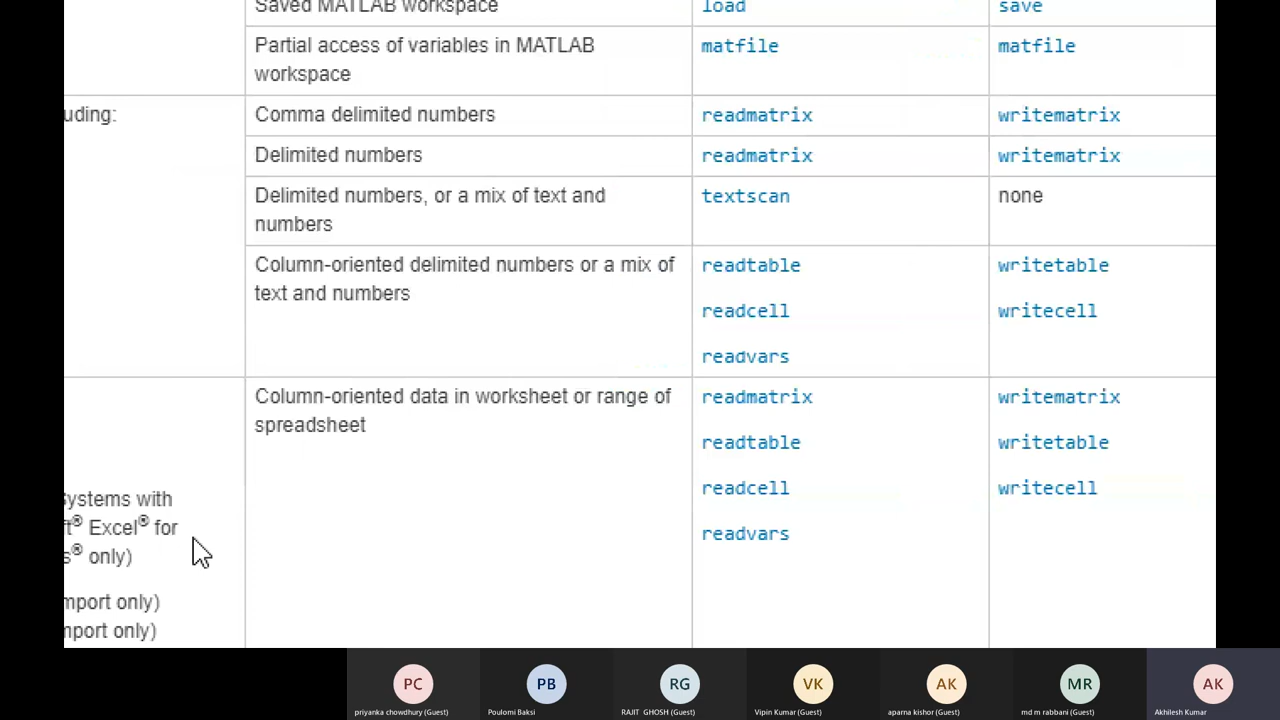 Saved MATLAB workspace load save
Partial access of variables in MATLAB matfile matfile
workspace
uding: Comma delimited numbers readmatrix writematrix
Delimited numbers readmatrix writematrix
Delimited numbers, or a mix of text and textscan none
numbers
Column-oriented delimited numbers or a mix of readtable writetable
text and numbers
readcell writecell
readvars
Column-oriented data in worksheet or range of readmatrix writematrix
spreadsheet
readtable writetable
readcell writecell
Systems with
ft® Excel® for
readvars
s® only)
mport only)
mport only)
PC PB RG VK AK MR AK
priyanka chowdhury (Guest) Poulomi Baksi RAJIT GHOSH (Guest) Vipin Kumar (Guest) aparna kishor (Guest) md m rabbani (Guest) Akhilesh Kumar